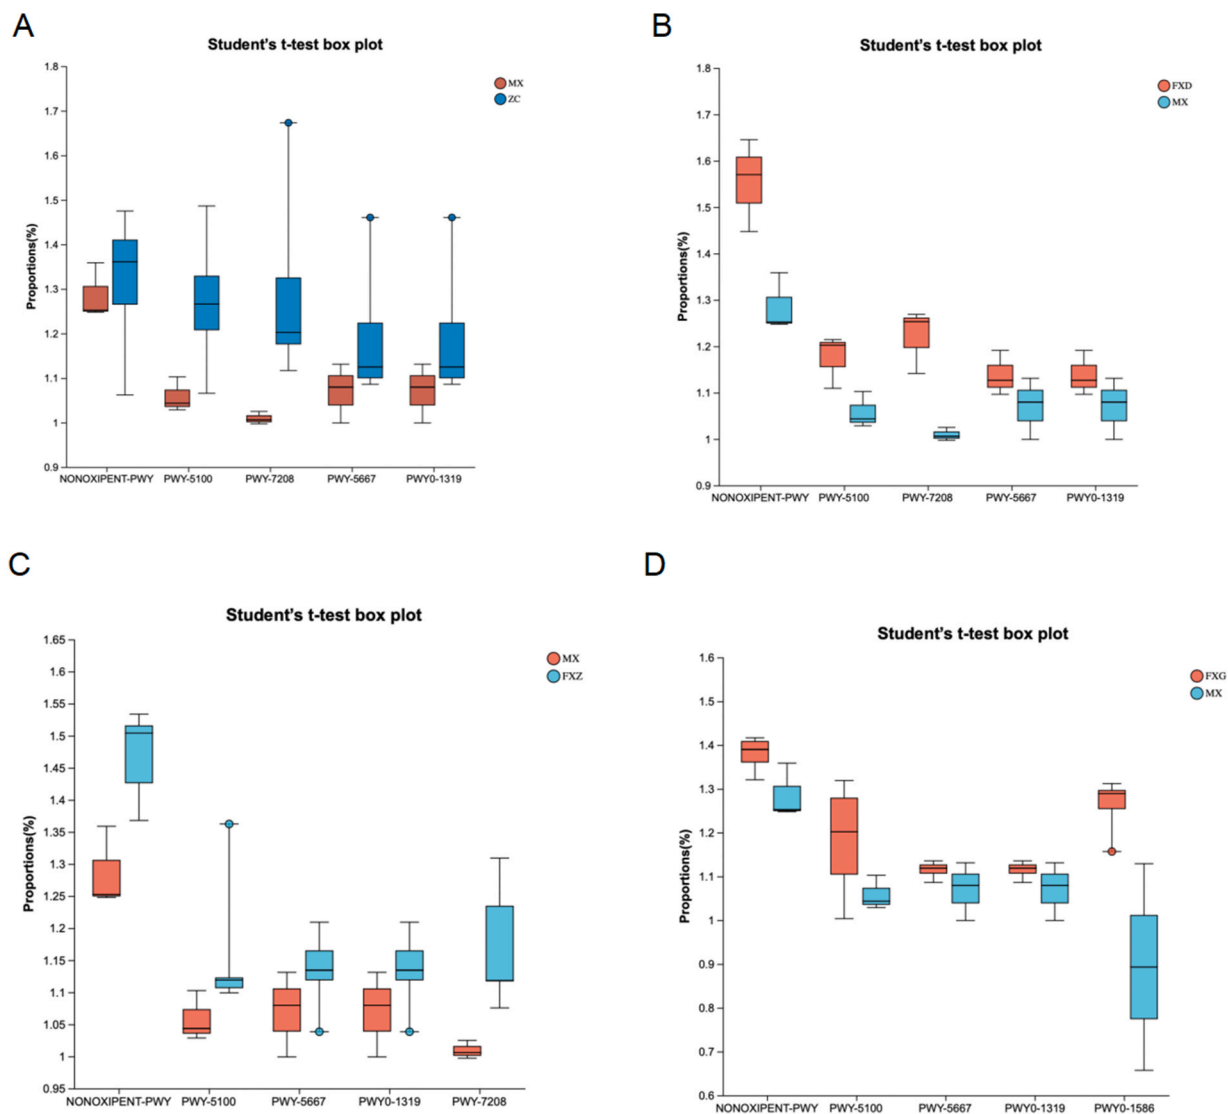 A
Student's t-test box plot
MX
ZC
Proportions(%)
1.8
1.7
1.6
1.5
1.4
1.3
1.2
1.1
1
0.9
NONOXIPENT-PWY PWY-5100 PWY-7208 PWY-5667 PWY0-1319
B
Student's t-test box plot
FXD
MX
Proportions(%)
1.8
1.7
1.6
1.5
1.4
1.3
1.2
1.1
1
0.9
NONOXIPENT-PWY PWY-5100 PWY-7208 PWY-5667 PWY0-1319
C
Student's t-test box plot
MX
FXZ
Proportions(%)
1.65
1.6
1.55
1.5
1.45
1.4
1.35
1.3
1.25
1.2
1.15
1.1
1.05
1
0.95
NONOXIPENT-PWY PWY-5100 PWY-5667 PWY0-1319 PWY-7208
D
Student's t-test box plot
FXG
MX
Proportions(%)
1.6
1.5
1.4
1.3
1.2
1.1
1
0.9
0.8
0.7
0.6
NONOXIPENT-PWY PWY-5100 PWY-5667 PWY0-1319 PWY0-1586